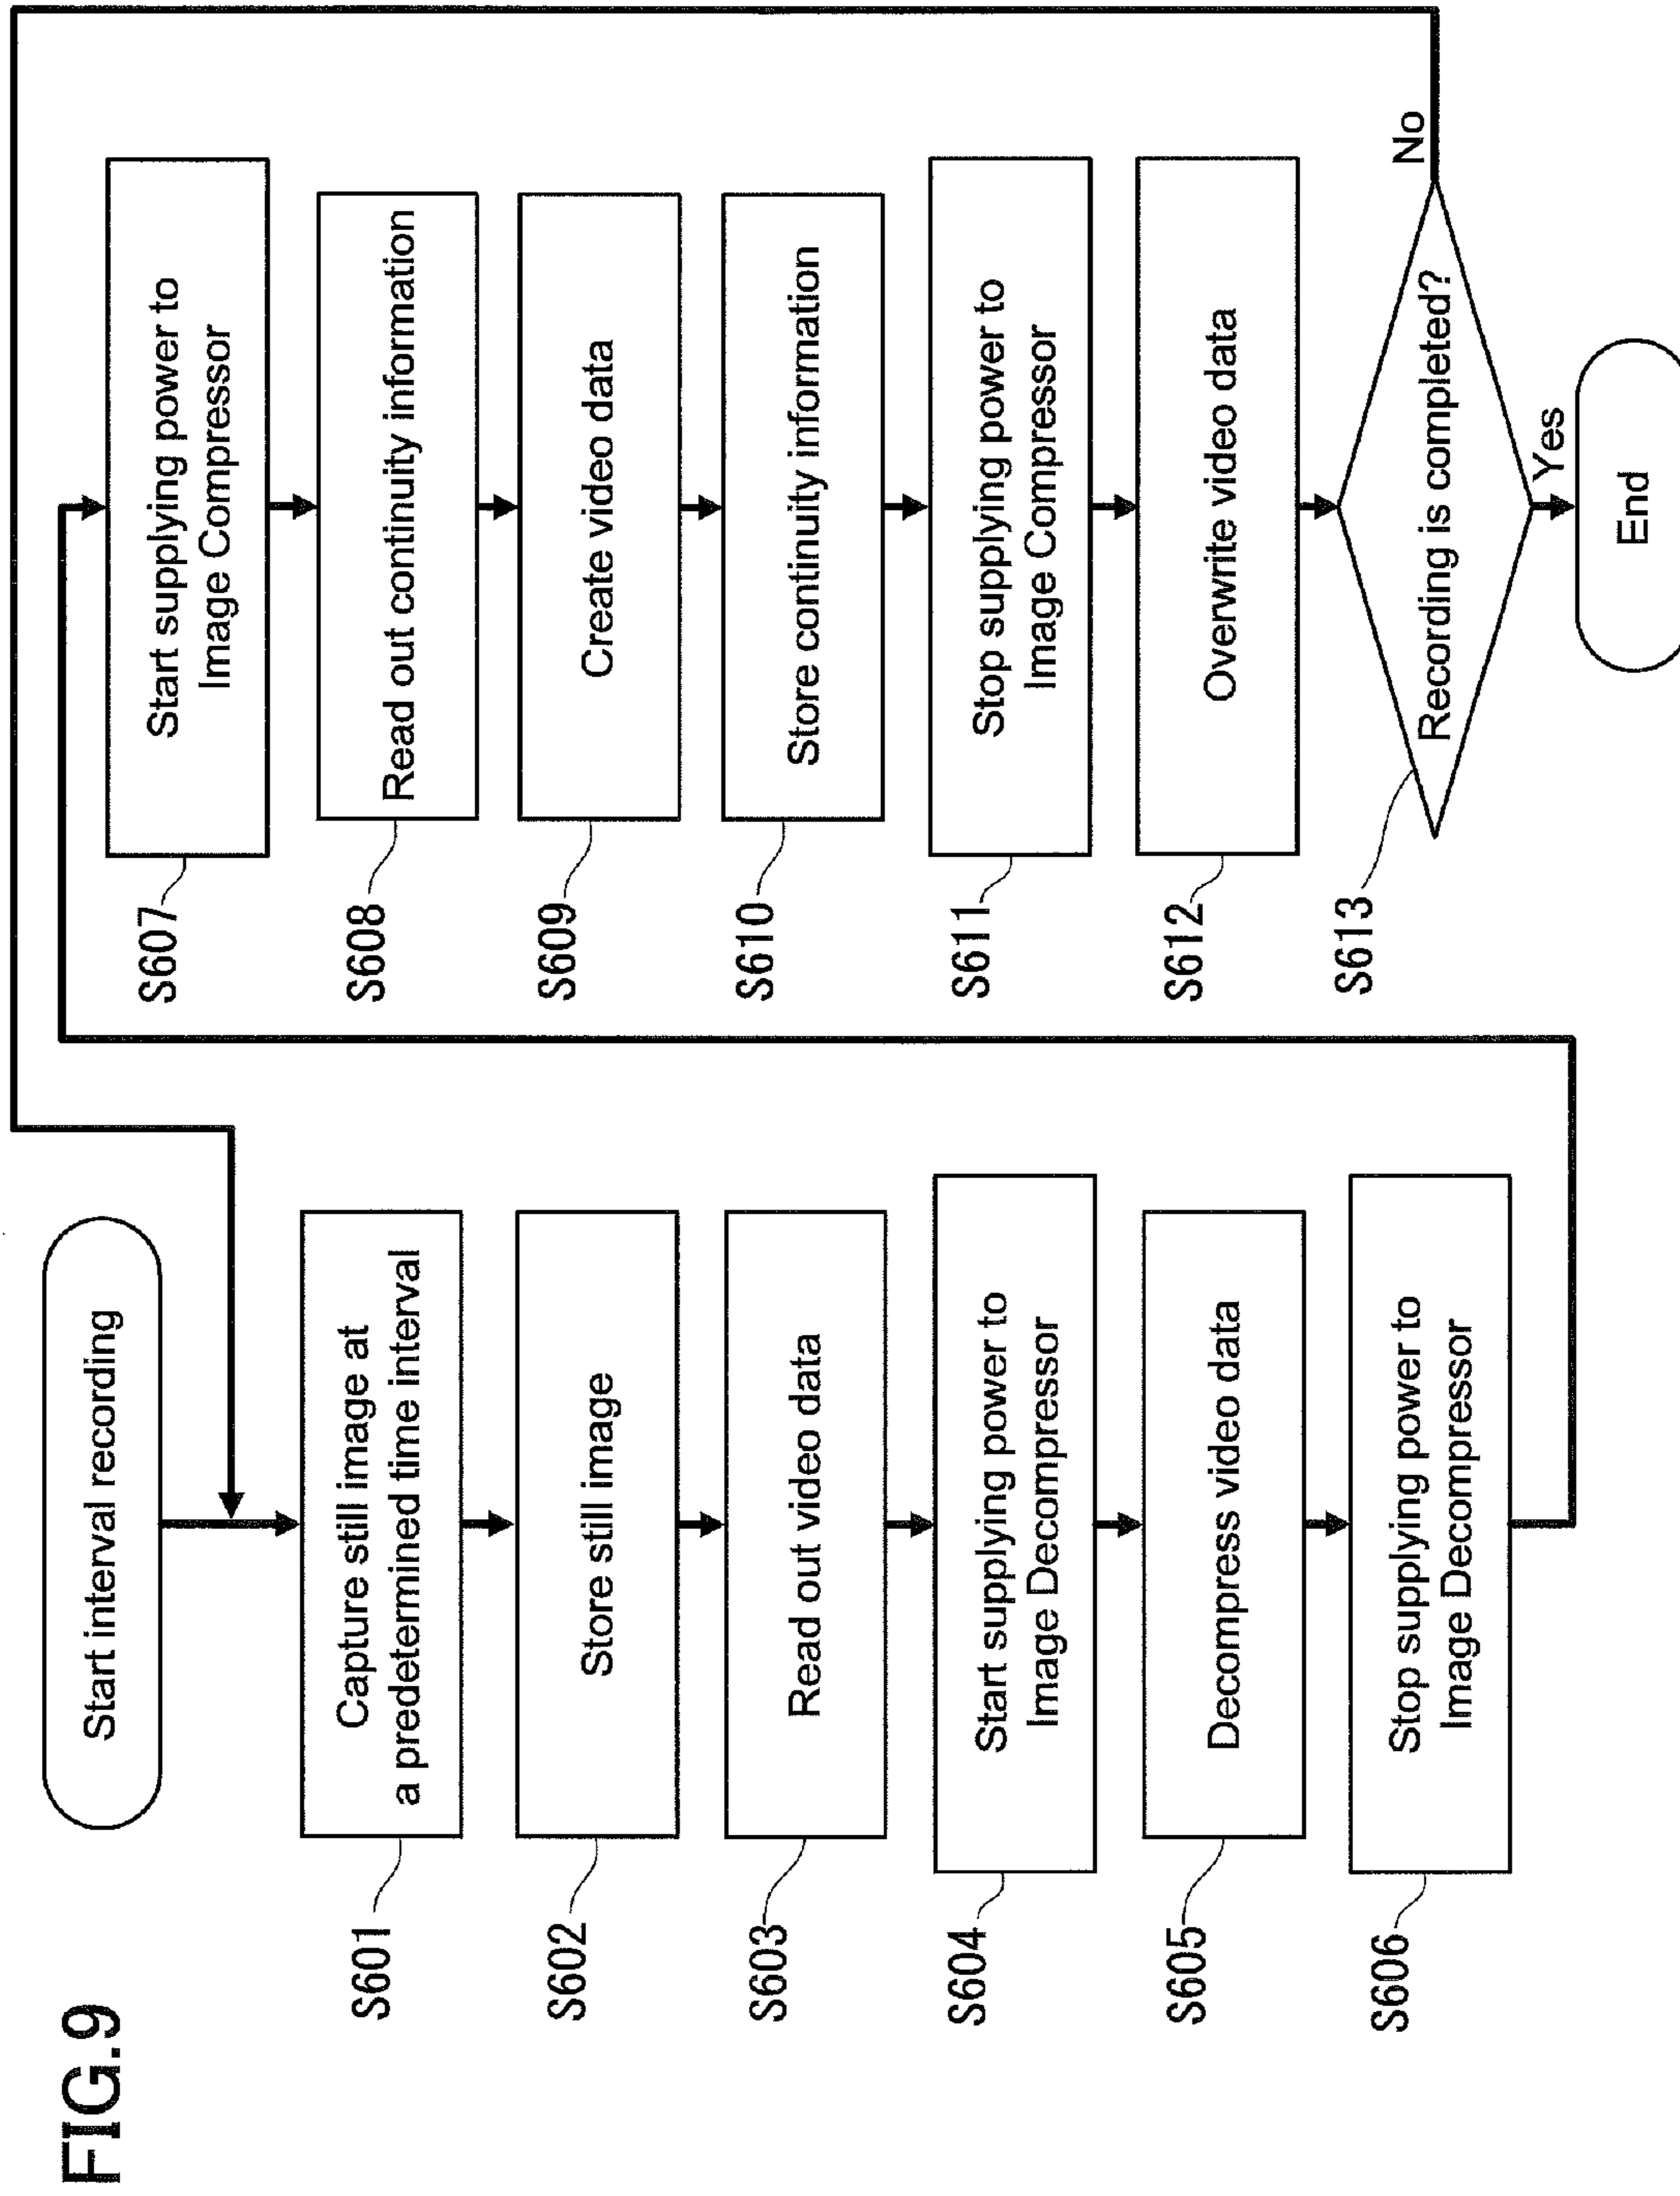 FIG.9
Start interval recording
S601
Capture still image at
a predetermined time interval
S602
Store still image
S603
Read out video data
S604
Start supplying power to
Image Decompressor
S605
Decompress video data
S606
Stop supplying power to
Image Decompressor
S607
Start supplying power to
Image Compressor
S608
Read out continuity information
S609
Create video data
S610
Store continuity information
S611
Stop supplying power to
Image Compressor
S612
Overwrite video data
S613
Recording is completed?
No
Yes
End